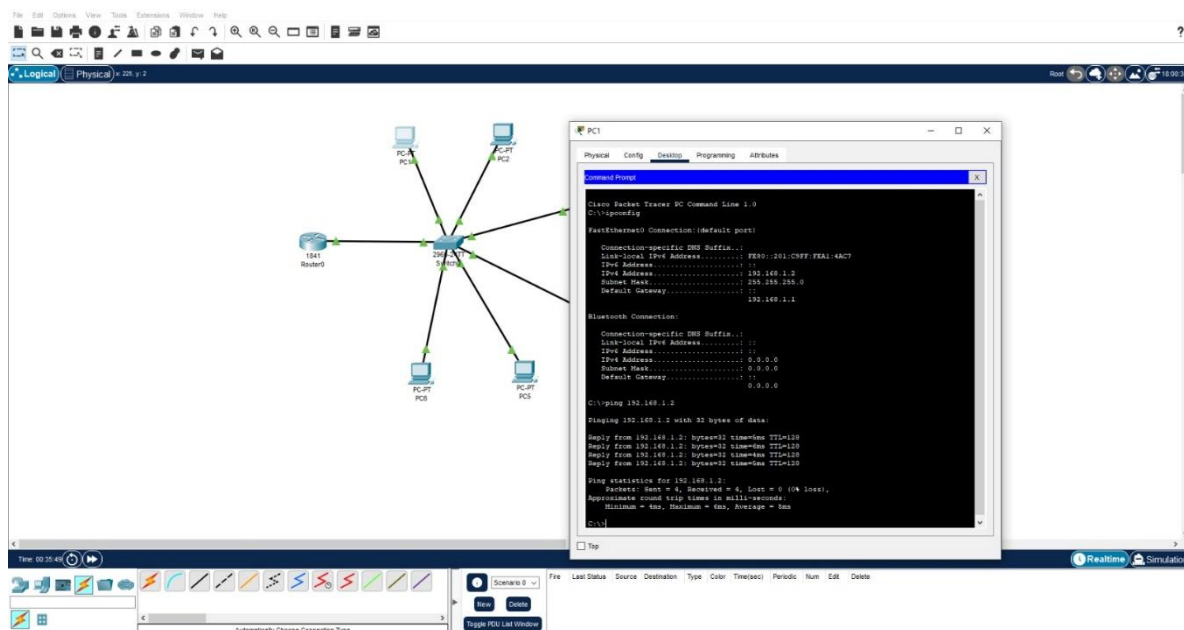 File Edit Options View Tools Extensions Window Help
?
Logical Physical x: 225, y: 2
Root
PC-PT
PC1
PC-PT
PC2
1841
Router0
PC-PT
PC6
PC-PT
PC5
PC1
Physical Config Desktop Programming Attributes
Command Prompt X
Cisco Packet Tracer PC Command Line 1.0
C:\>ipconfig
FastEthernet0 Connection:(default port)
Connection-specific DNS Suffix..:
Link-local IPv6 Address.........: FE80::201:C9FF:FEA1:4AC7
IPv6 Address....................: ::
IPv4 Address....................: 192.168.1.2
Subnet Mask.....................: 255.255.255.0
Default Gateway.................: ::
192.168.1.1
Bluetooth Connection:
Connection-specific DNS Suffix..:
Link-local IPv6 Address.........: ::
IPv6 Address....................: ::
IPv4 Address....................: 0.0.0.0
Subnet Mask.....................: 0.0.0.0
Default Gateway.................: ::
0.0.0.0
C:\>ping 192.168.1.2
Pinging 192.168.1.2 with 32 bytes of data:
Reply from 192.168.1.2: bytes=32 time=6ms TTL=128
Reply from 192.168.1.2: bytes=32 time=6ms TTL=128
Reply from 192.168.1.2: bytes=32 time=4ms TTL=128
Reply from 192.168.1.2: bytes=32 time=5ms TTL=128
Ping statistics for 192.168.1.2:
Packets: Sent = 4, Received = 4, Lost = 0 (0% loss),
Approximate round trip times in milli-seconds:
Minimum = 4ms, Maximum = 6ms, Average = 5ms
C:\>
Top
Time: 00:35:49
Realtime Simulation
Scenario 0
New Delete
Toggle PDU List Window
Fire Last Status Source Destination Type Color Time(sec) Periodic Num Edit Delete
Automatically Choose Connection Type